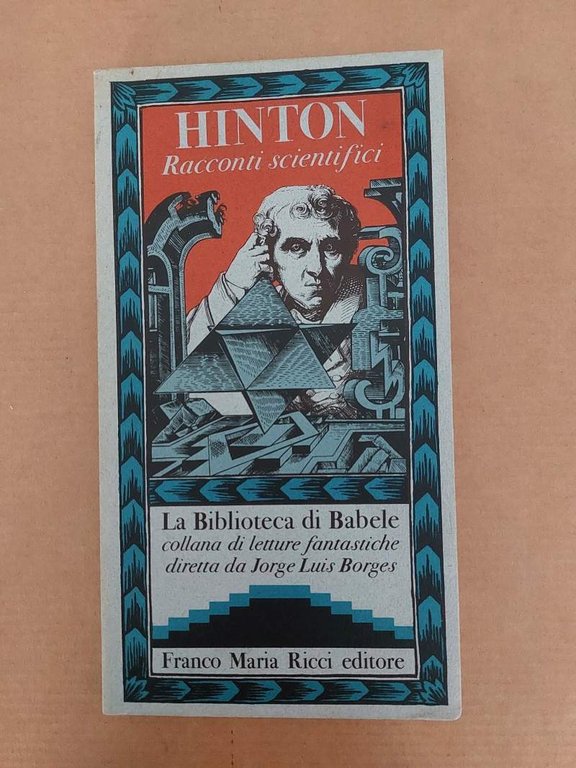 HINTON
Racconti scientifici
La Biblioteca di Babele
collana di letture fantastiche
diretta da Jorge Luis Borges
Franco Maria Ricci editore